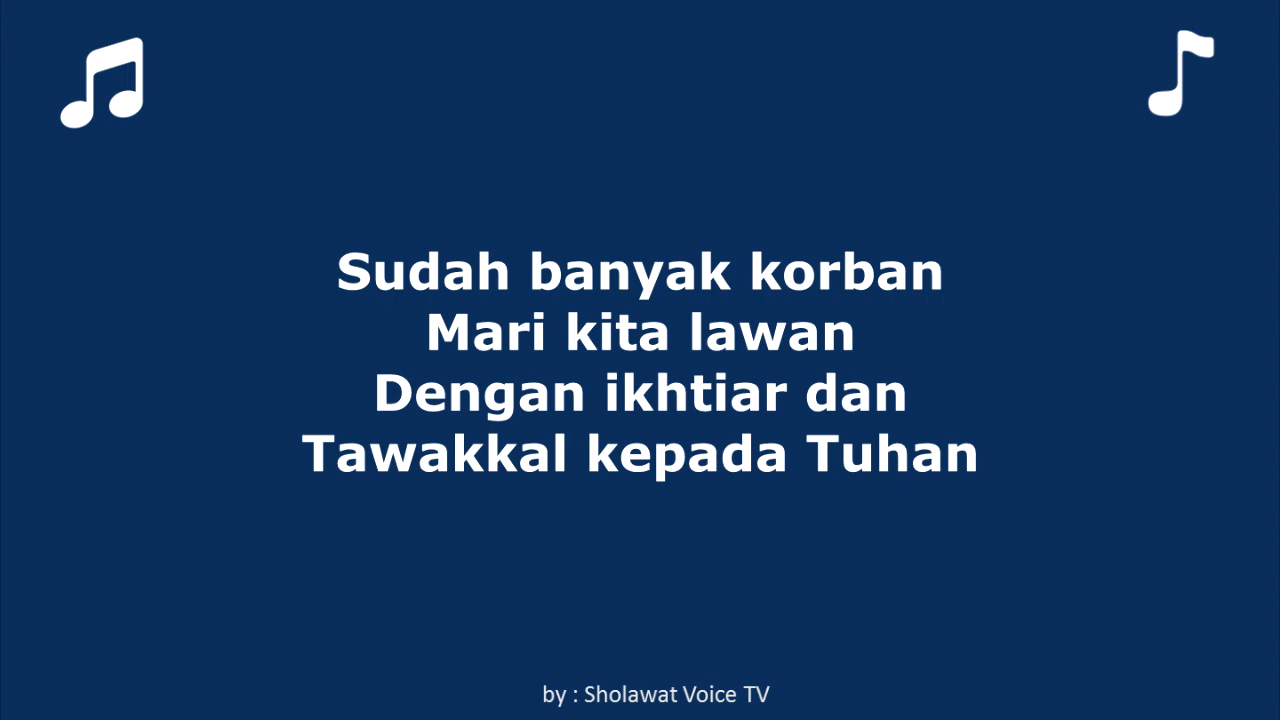 Sudah banyak korban
Mari kita lawan
Dengan ikhtiar dan
Tawakkal kepada Tuhan
by : Sholawat Voice TV